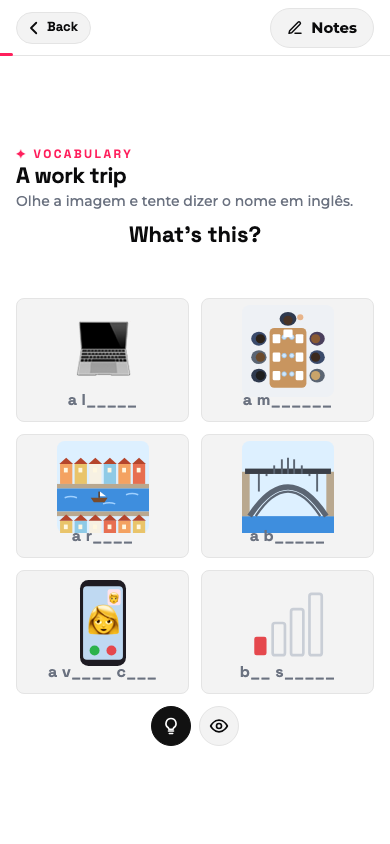 Back
Notes
VOCABULARY
A work trip
Olhe a imagem e tente dizer o nome em inglês.
What's this?
a l_____
a m______
a r____
a b_____
a v____ c___
b__ s_____